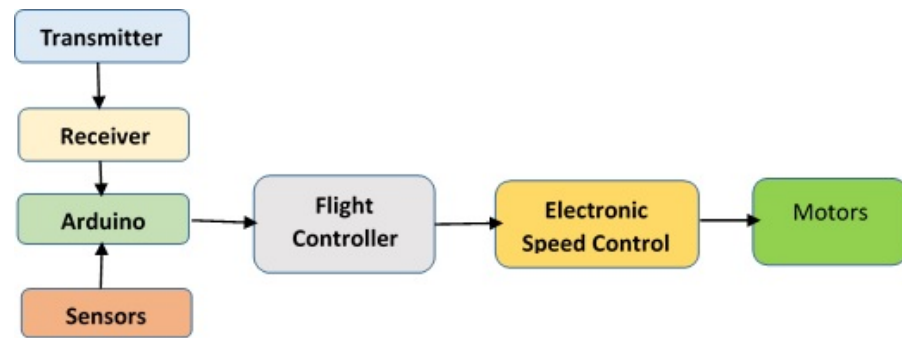 Transmitter
Receiver
Arduino
Sensors
Flight
Controller
Electronic
Speed Control
Motors